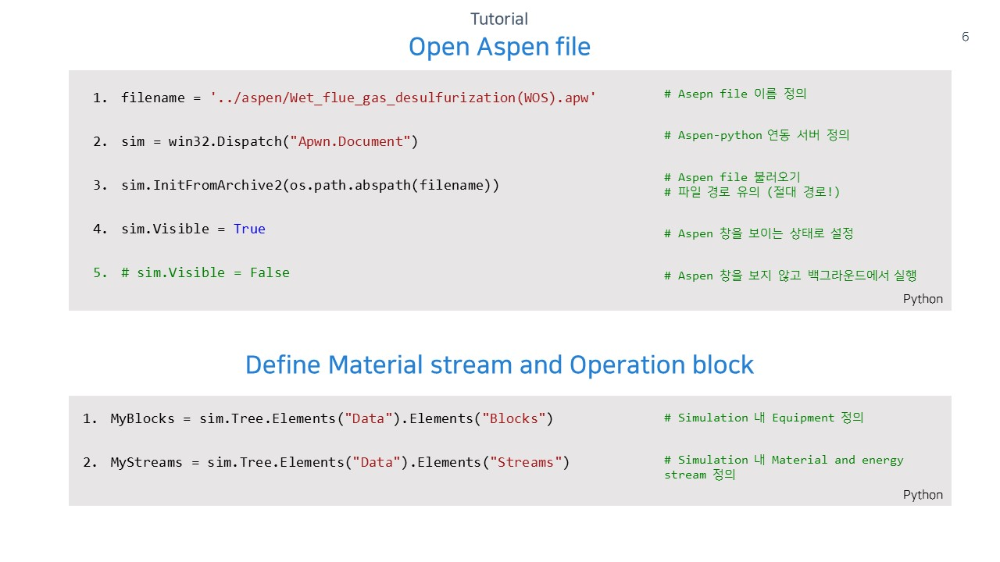 Tutorial
Open Aspen file
6
1. filename = '../aspen/Wet_flue_gas_desulfurization(WOS).apw'
# Asepn file 이름 정의
2. sim = win32.Dispatch("Apwn.Document")
# Aspen-python 연동 서버 정의
3. sim.InitFromArchive2(os.path.abspath(filename))
# Aspen file 불러오기
# 파일 경로 유의 (절대 경로!)
4. sim.Visible = True
# Aspen 창을 보이는 상태로 설정
5. # sim.Visible = False
# Aspen 창을 보지 않고 백그라운드에서 실행
Python
Define Material stream and Operation block
1. MyBlocks = sim.Tree.Elements("Data").Elements("Blocks")
# Simulation 내 Equipment 정의
2. MyStreams = sim.Tree.Elements("Data").Elements("Streams")
# Simulation 내 Material and energy
stream 정의
Python